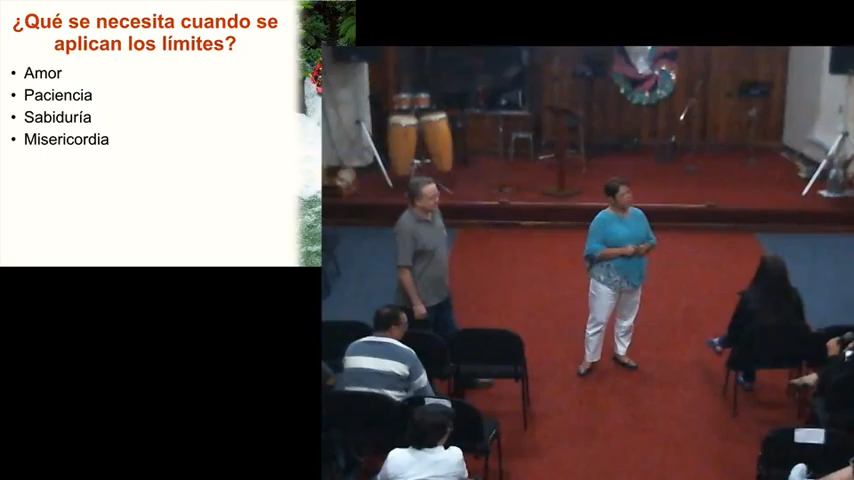 ¿Qué se necesita cuando se
aplican los límites?
• Amor
• Paciencia
• Sabiduría
• Misericordia